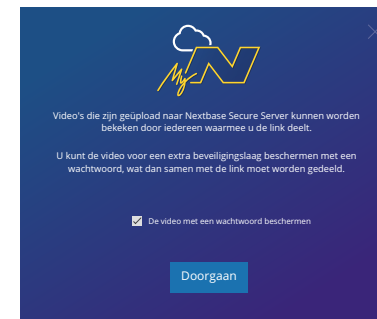 My N
Video's die zijn geüpload naar Nextbase Secure Server kunnen worden
bekeken door iedereen waarmee u de link deelt.
U kunt de video voor een extra beveiligingslaag beschermen met een
wachtwoord, wat dan samen met de link moet worden gedeeld.
De video met een wachtwoord beschermen
Doorgaan